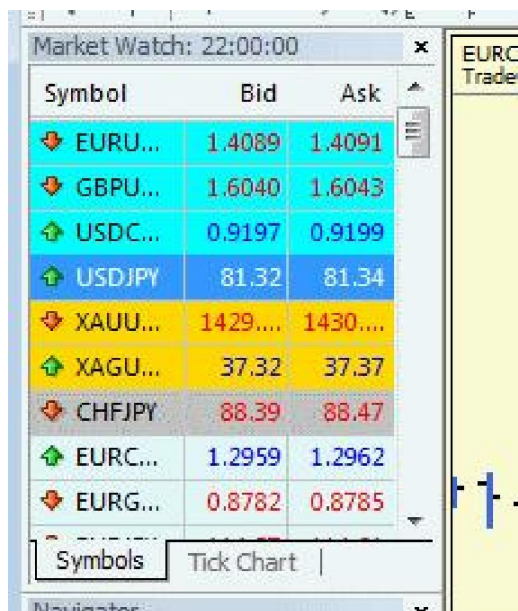 Market Watch: 22:00:00
EURC
Trade
Symbol Bid Ask
EURU... 1.4089 1.4091
GBPU... 1.6040 1.6043
USDC... 0.9197 0.9199
USDJPY 81.32 81.34
XAUU... 1429.... 1430....
XAGU... 37.32 37.37
CHFJPY 88.39 88.47
EURC... 1.2959 1.2962
EURG... 0.8782 0.8785
Symbols Tick Chart
Navigator